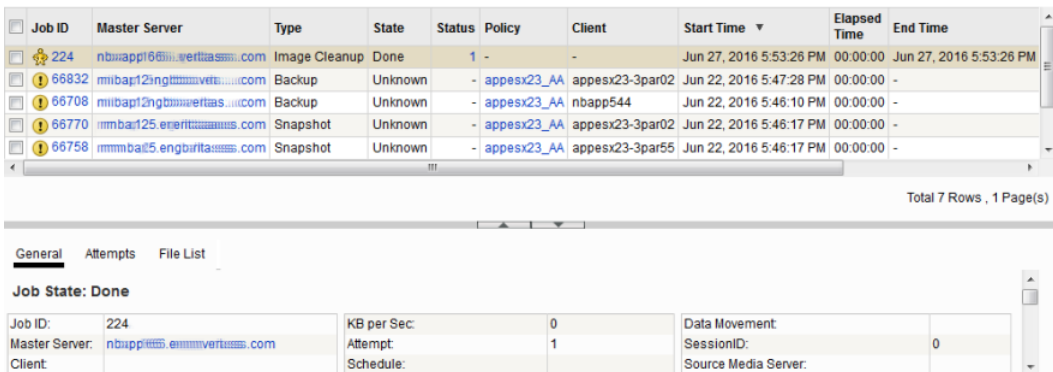 Job ID Master Server Type State Status Policy Client Start Time Elapsed Time End Time
224 .com Image Cleanup Done 1 - - Jun 27, 2016 5:53:26 PM 00:00:00 Jun 27, 2016 5:53:26 PM
66832 .com Backup Unknown - appesx23_AA appesx23-3par02 Jun 22, 2016 5:47:28 PM 00:00:00 -
66708 .com Backup Unknown - appesx23_AA nbapp544 Jun 22, 2016 5:46:10 PM 00:00:00 -
66770 .com Snapshot Unknown - appesx23_AA appesx23-3par02 Jun 22, 2016 5:46:17 PM 00:00:00 -
66758 .com Snapshot Unknown - appesx23_AA appesx23-3par55 Jun 22, 2016 5:46:17 PM 00:00:00 -
Total 7 Rows , 1 Page(s)
General Attempts File List
Job State: Done
Job ID: 224 KB per Sec: 0 Data Movement:
Master Server: .com Attempt: 1 SessionID: 0
Client: Schedule: Source Media Server: